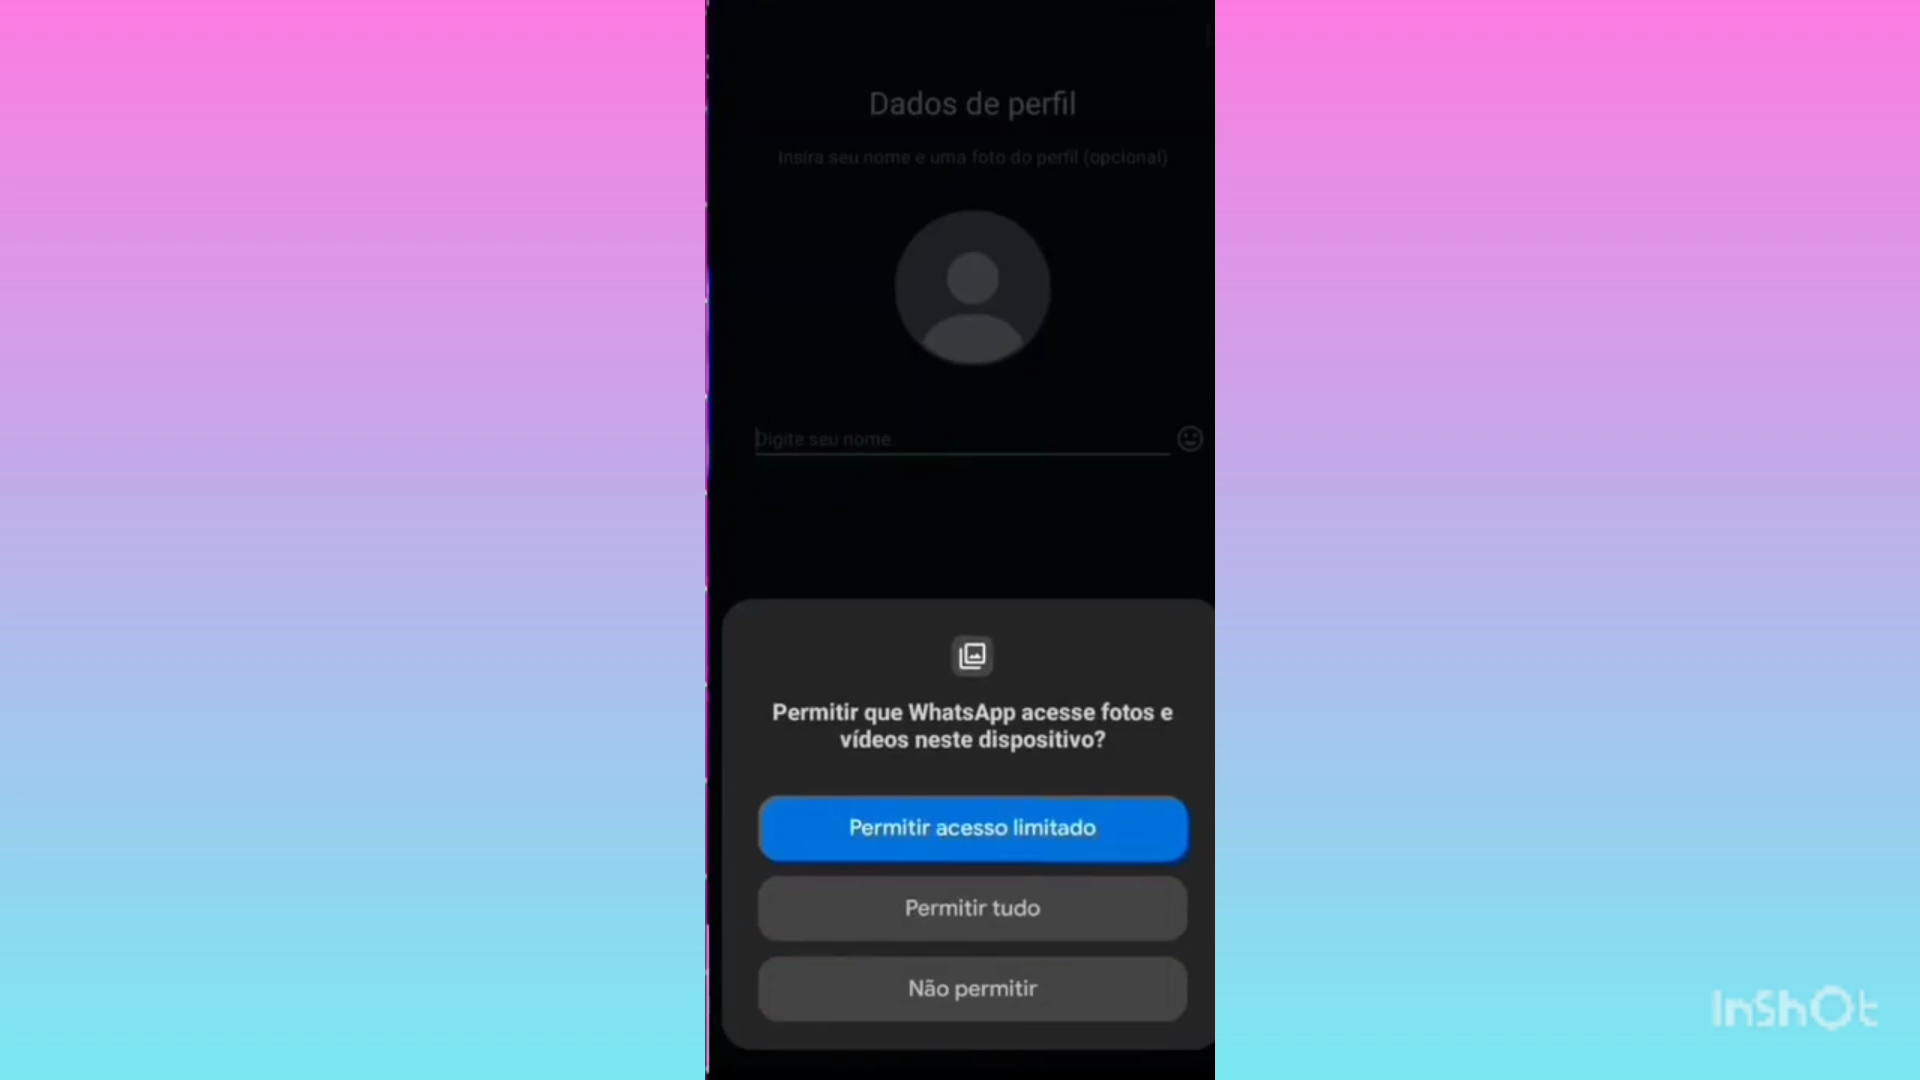 Dados de perfil
Insira seu nome e uma foto do perfil (opcional)
Digite seu nome
Permitir que WhatsApp acesse fotos e
vídeos neste dispositivo?
Permitir acesso limitado
Permitir tudo
Não permitir
InShOt